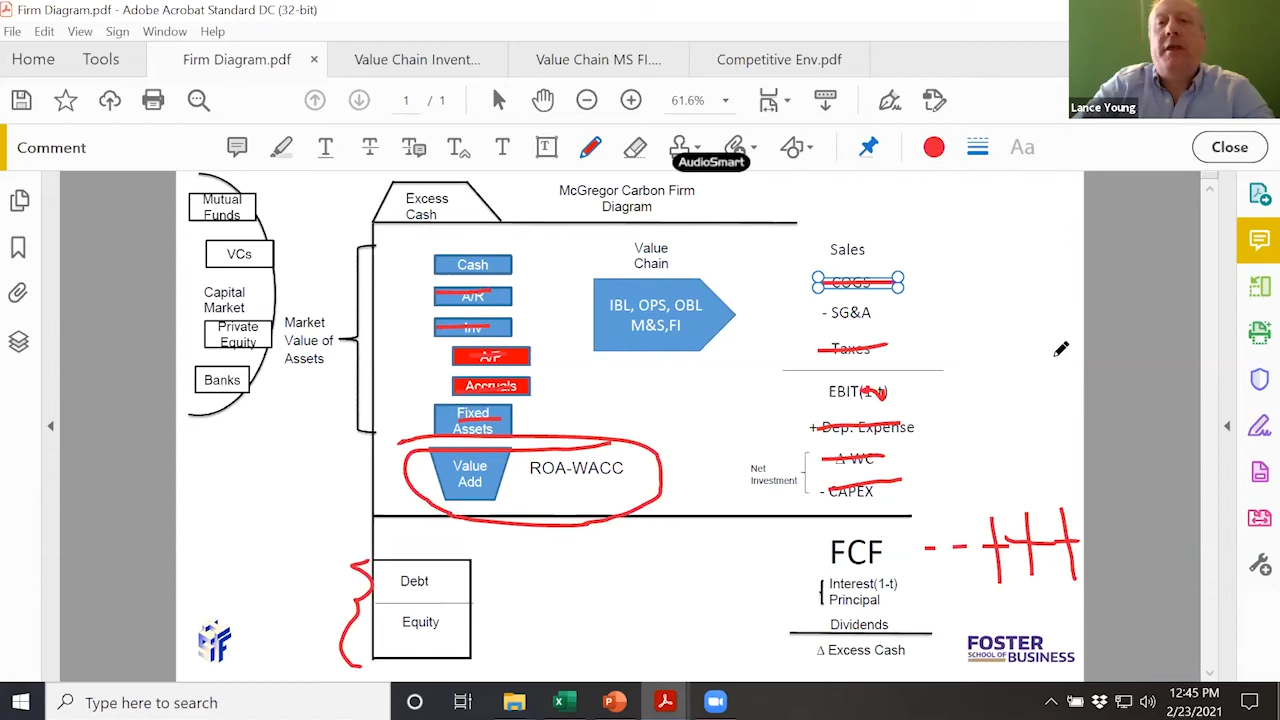 Firm Diagram.pdf - Adobe Acrobat Standard DC (32-bit)
File Edit View Sign Window Help
Home Tools Firm Diagram.pdf × Value Chain Invent... Value Chain MS FI.... Competitive Env.pdf
1 / 1 61.6%
Lance Young
Comment
Aa
Close
AudioSmart
Mutual
Funds
VCs
Capital
Market
Private
Equity
Banks
Market
Value of
Assets
Excess
Cash
McGregor Carbon Firm
Diagram
Cash
A/R
Inv
A/P
Accruals
Fixed
Assets
Value
Add
ROA-WACC
Value
Chain
IBL, OPS, OBL
M&S,FI
Sales
COGS
- SG&A
Taxes
EBIT(1-t)
+ Dep. Expense
Δ WC
- CAPEX
Net
Investment
Debt
Equity
FCF
Interest(1-t)
Principal
Dividends
Δ Excess Cash
FOSTER
SCHOOL OF BUSINESS
Type here to search
12:45 PM
2/23/2021